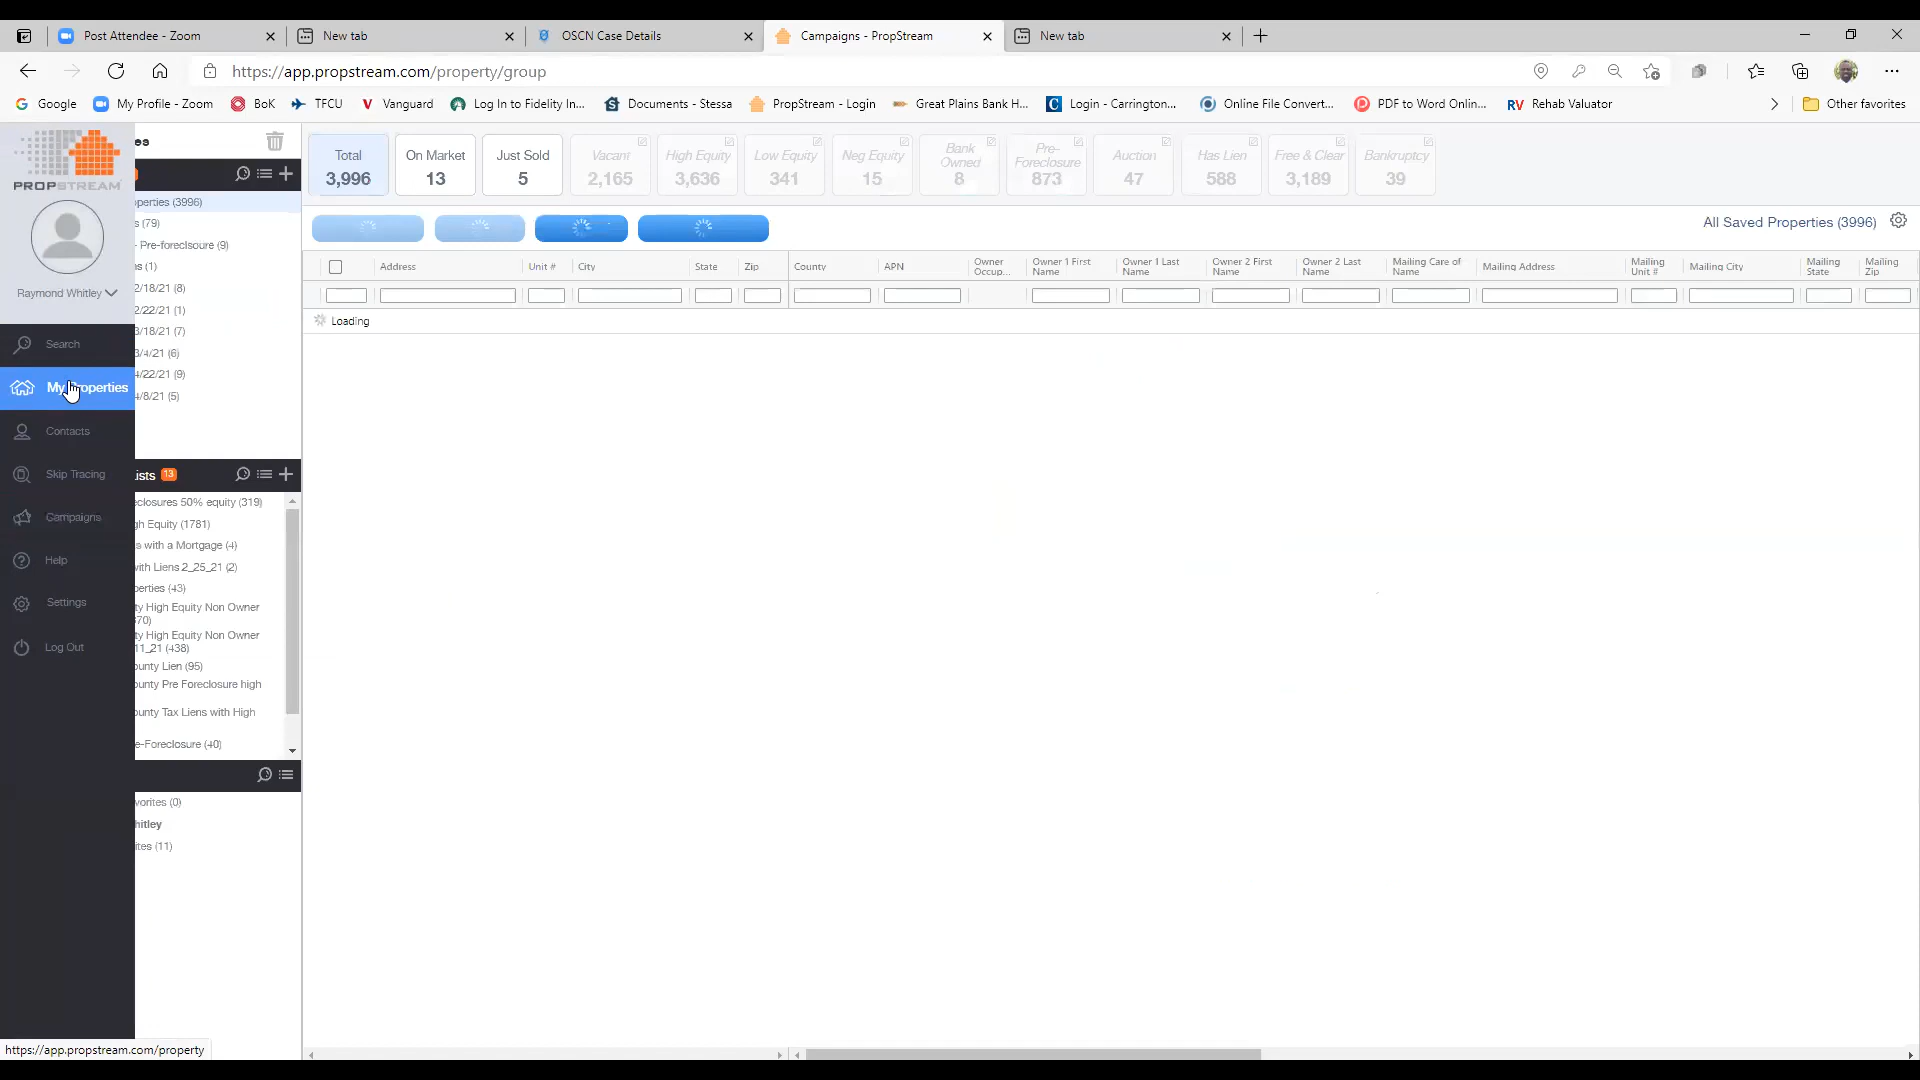 Post Attendee - Zoom
New tab
OSCN Case Details
Campaigns - PropStream
New tab
https://app.propstream.com/property/group
Google
My Profile - Zoom
BoK
TFCU
Vanguard
Log In to Fidelity In...
Documents - Stessa
PropStream - Login
Great Plains Bank H...
Login - Carrington...
Online File Convert...
PDF to Word Onlin...
RV Rehab Valuator
Other favorites
PROPSTREAM
Raymond Whitley
Search
My Properties
Contacts
Skip Tracing
Campaigns
Help
Settings
Log Out
es
operties (3996)
s (79)
- Pre-foreclsoure (9)
ns (1)
2/18/21 (8)
2/22/21 (1)
3/18/21 (7)
3/4/21 (6)
4/22/21 (9)
4/8/21 (5)
ists 13
eclosures 50% equity (319)
gh Equity (1781)
s with a Mortgage (4)
with Liens 2_25_21 (2)
perties (43)
ty High Equity Non Owner
370)
ty High Equity Non Owner
11_21 (438)
ounty Lien (95)
ounty Pre Foreclosure high
ounty Tax Liens with High
e-Foreclosure (40)
vorites (0)
hitley
ites (11)
Total
3,996
On Market
13
Just Sold
5
Vacant
2,165
High Equity
3,636
Low Equity
341
Neg Equity
15
Bank
Owned
8
Pre-
Foreclosure
873
Auction
47
Has Lien
588
Free & Clear
3,189
Bankruptcy
39
All Saved Properties (3996)
Address
Unit #
City
State
Zip
County
APN
Owner
Occup...
Owner 1 First
Name
Owner 1 Last
Name
Owner 2 First
Name
Owner 2 Last
Name
Mailing Care of
Name
Mailing Address
Mailing
Unit #
Mailing City
Mailing
State
Mailing
Zip
Loading
https://app.propstream.com/property